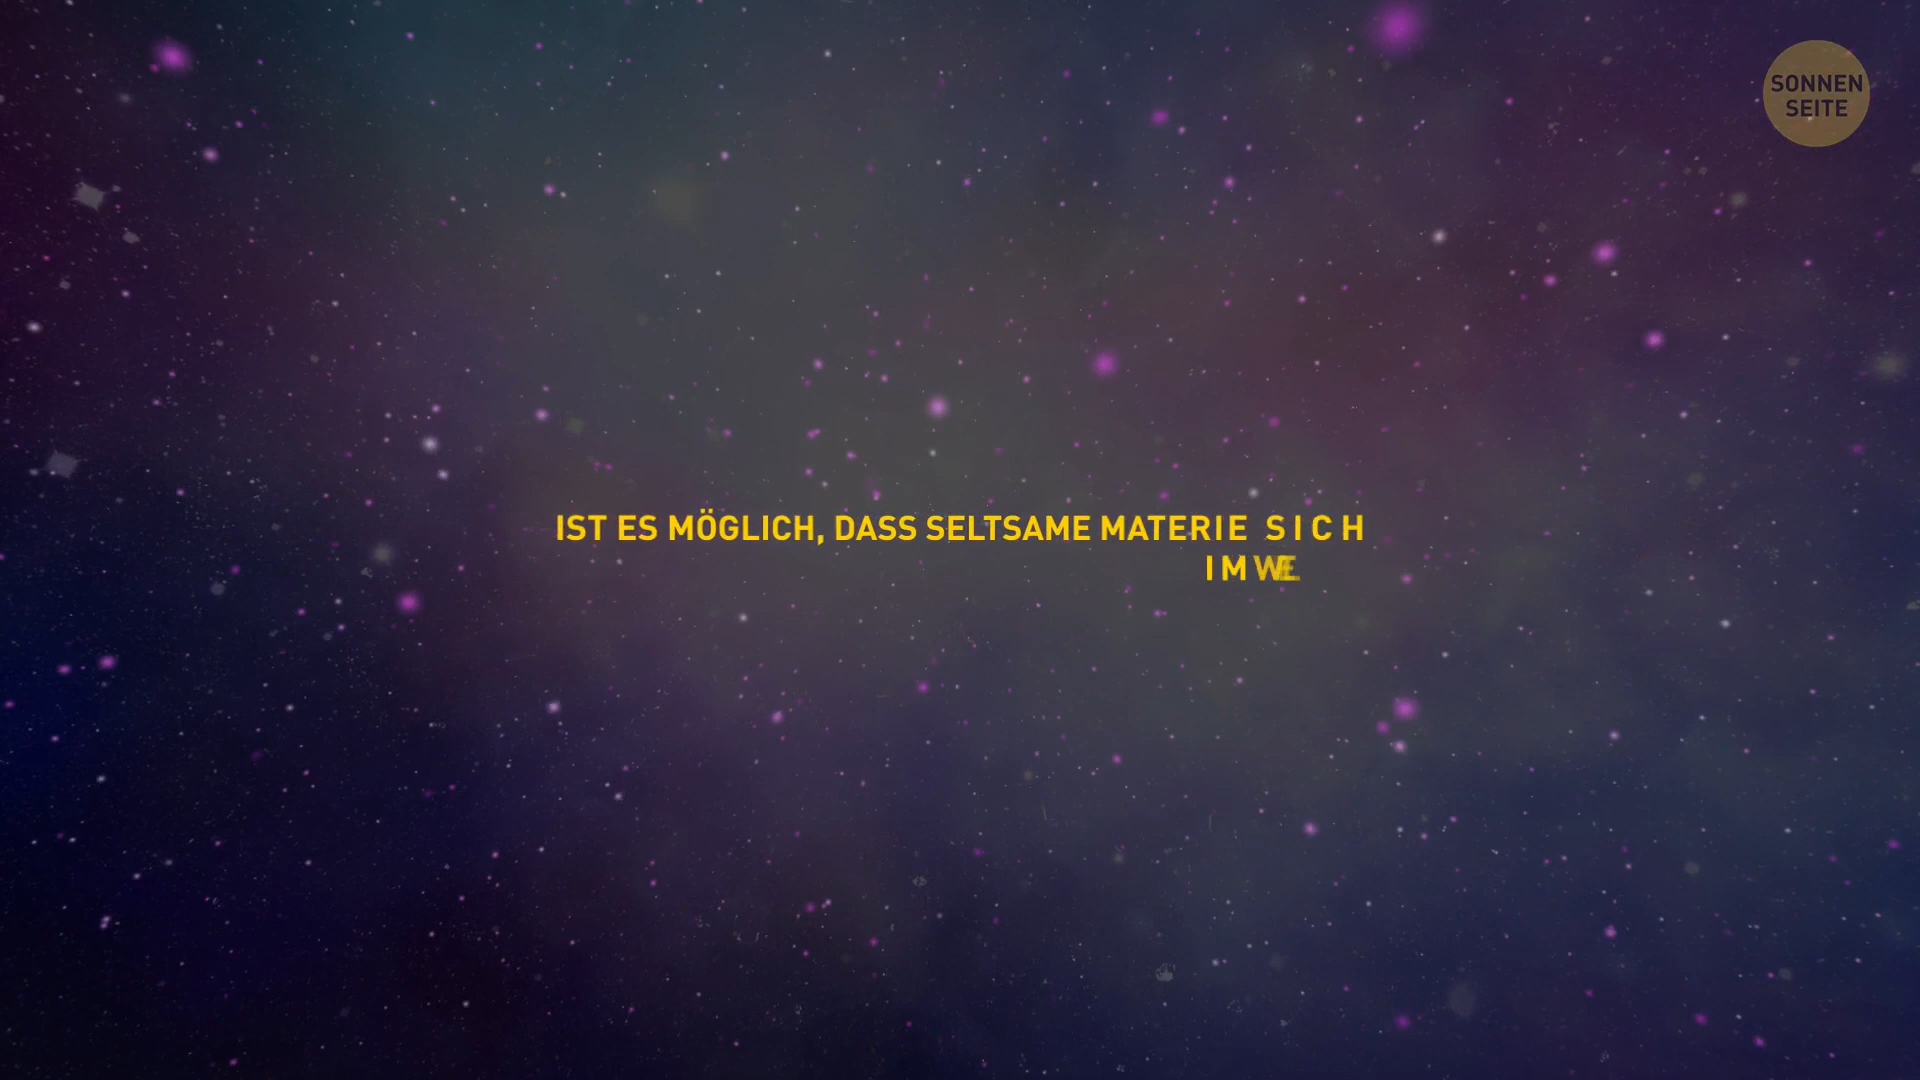 SONNEN
SEITE
IST ES MÖGLICH, DASS SELTSAME MATERIE SICH
IM